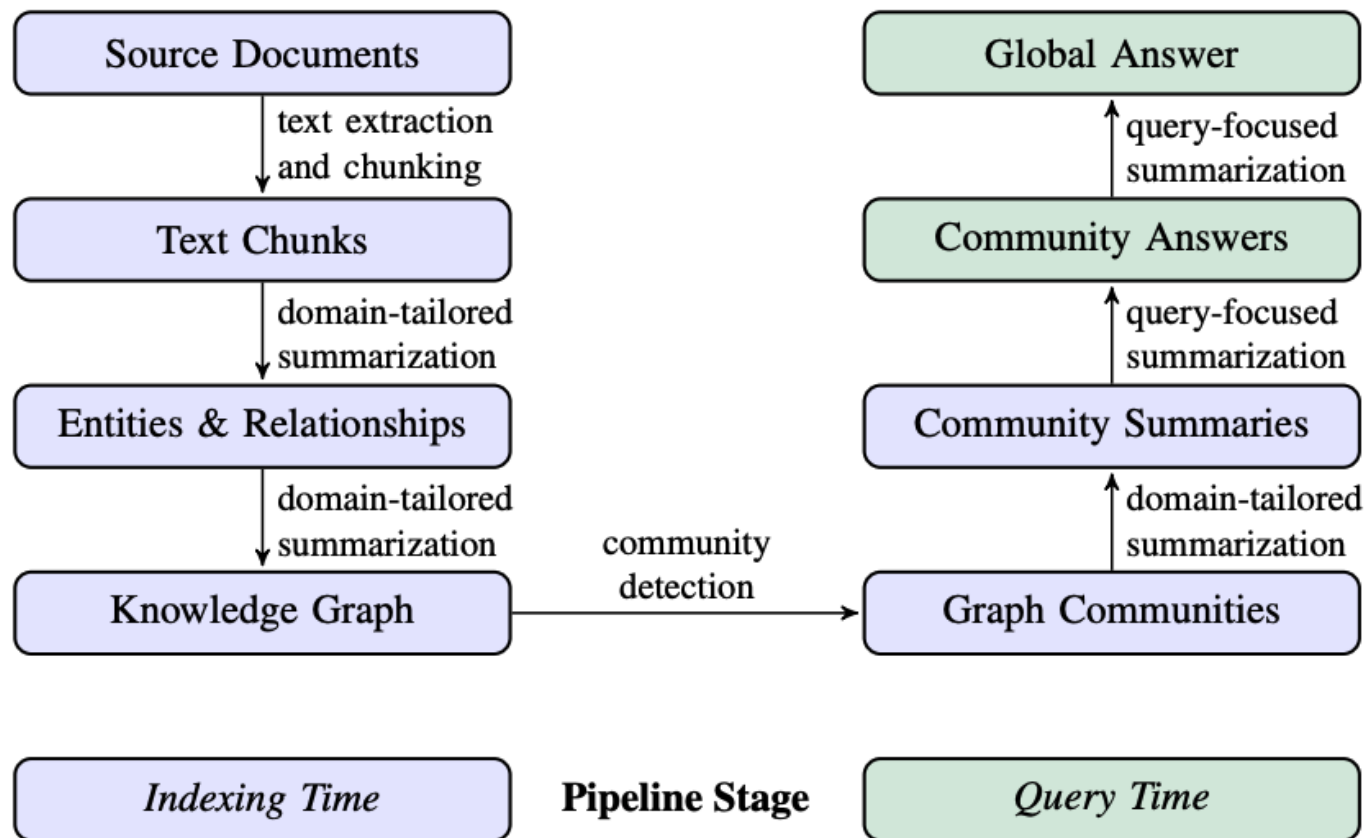 Source Documents
text extraction
and chunking
Text Chunks
domain-tailored
summarization
Entities & Relationships
domain-tailored
summarization
Knowledge Graph
community
detection
Graph Communities
domain-tailored
summarization
Community Summaries
query-focused
summarization
Community Answers
query-focused
summarization
Global Answer
Indexing Time
Pipeline Stage
Query Time